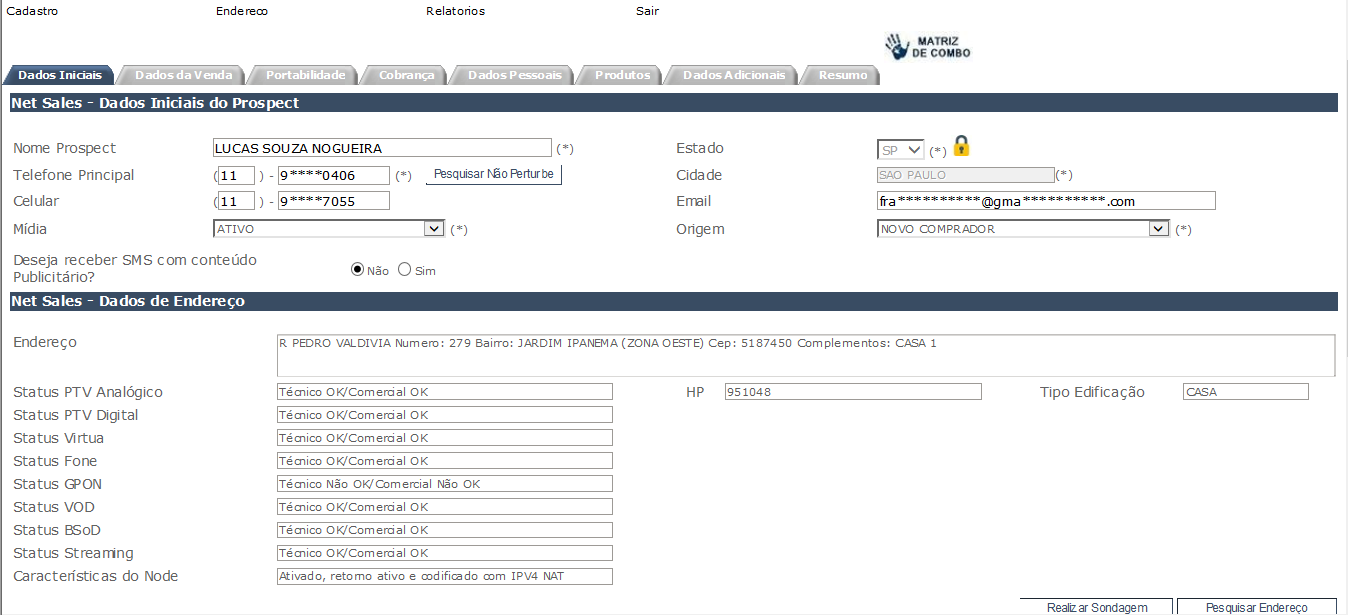 Cadastro Endereco Relatorios Sair
MATRIZ
DE COMBO
Dados Iniciais Dados da Venda Portabilidade Cobrança Dados Pessoais Produtos Dados Adicionais Resumo
Net Sales - Dados Iniciais do Prospect
Nome Prospect LUCAS SOUZA NOGUEIRA (*) Estado SP (*)
Telefone Principal (11) - 9****0406 (*) Pesquisar Não Perturbe Cidade SAO PAULO (*)
Celular (11) - 9****7055 Email fra**********@gma**********.com
Mídia ATIVO (*) Origem NOVO COMPRADOR (*)
Deseja receber SMS com conteúdo
Publicitário? Não Sim
Net Sales - Dados de Endereço
Endereço R PEDRO VALDIVIA Numero: 279 Bairro: JARDIM IPANEMA (ZONA OESTE) Cep: 5187450 Complementos: CASA 1
Status PTV Analógico Técnico OK/Comercial OK HP 951048 Tipo Edificação CASA
Status PTV Digital Técnico OK/Comercial OK
Status Virtua Técnico OK/Comercial OK
Status Fone Técnico OK/Comercial OK
Status GPON Técnico Não OK/Comercial Não OK
Status VOD Técnico OK/Comercial OK
Status BSoD Técnico OK/Comercial OK
Status Streaming Técnico OK/Comercial OK
Características do Node Ativado, retorno ativo e codificado com IPV4 NAT
Realizar Sondagem Pesquisar Endereço